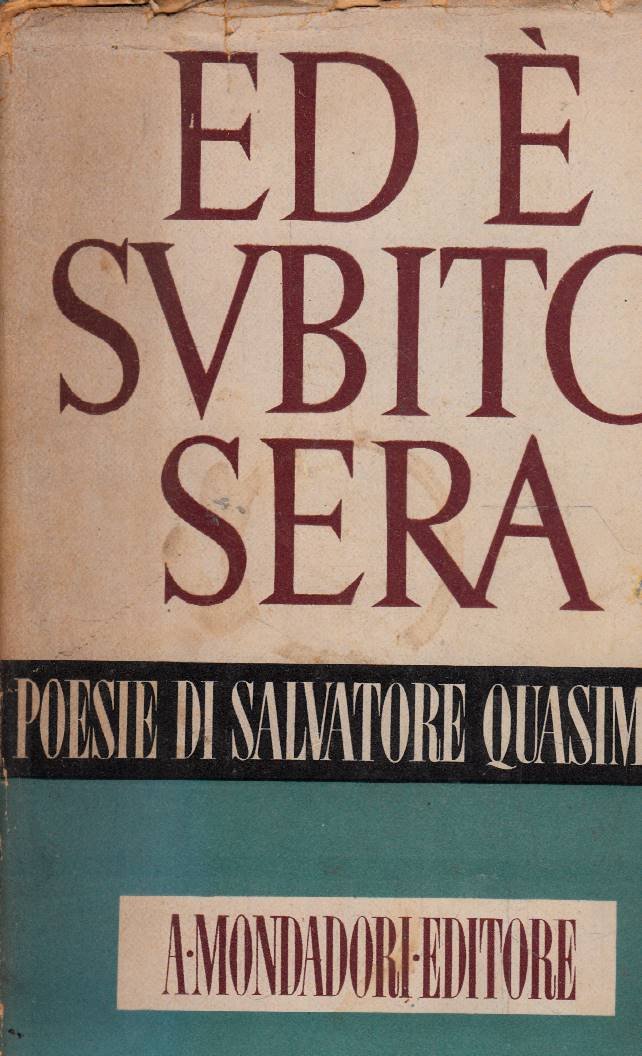 ED È
SVBITO
SERA
POESIE DI SALVATORE QUASIM
A·MONDADORI·EDITORE